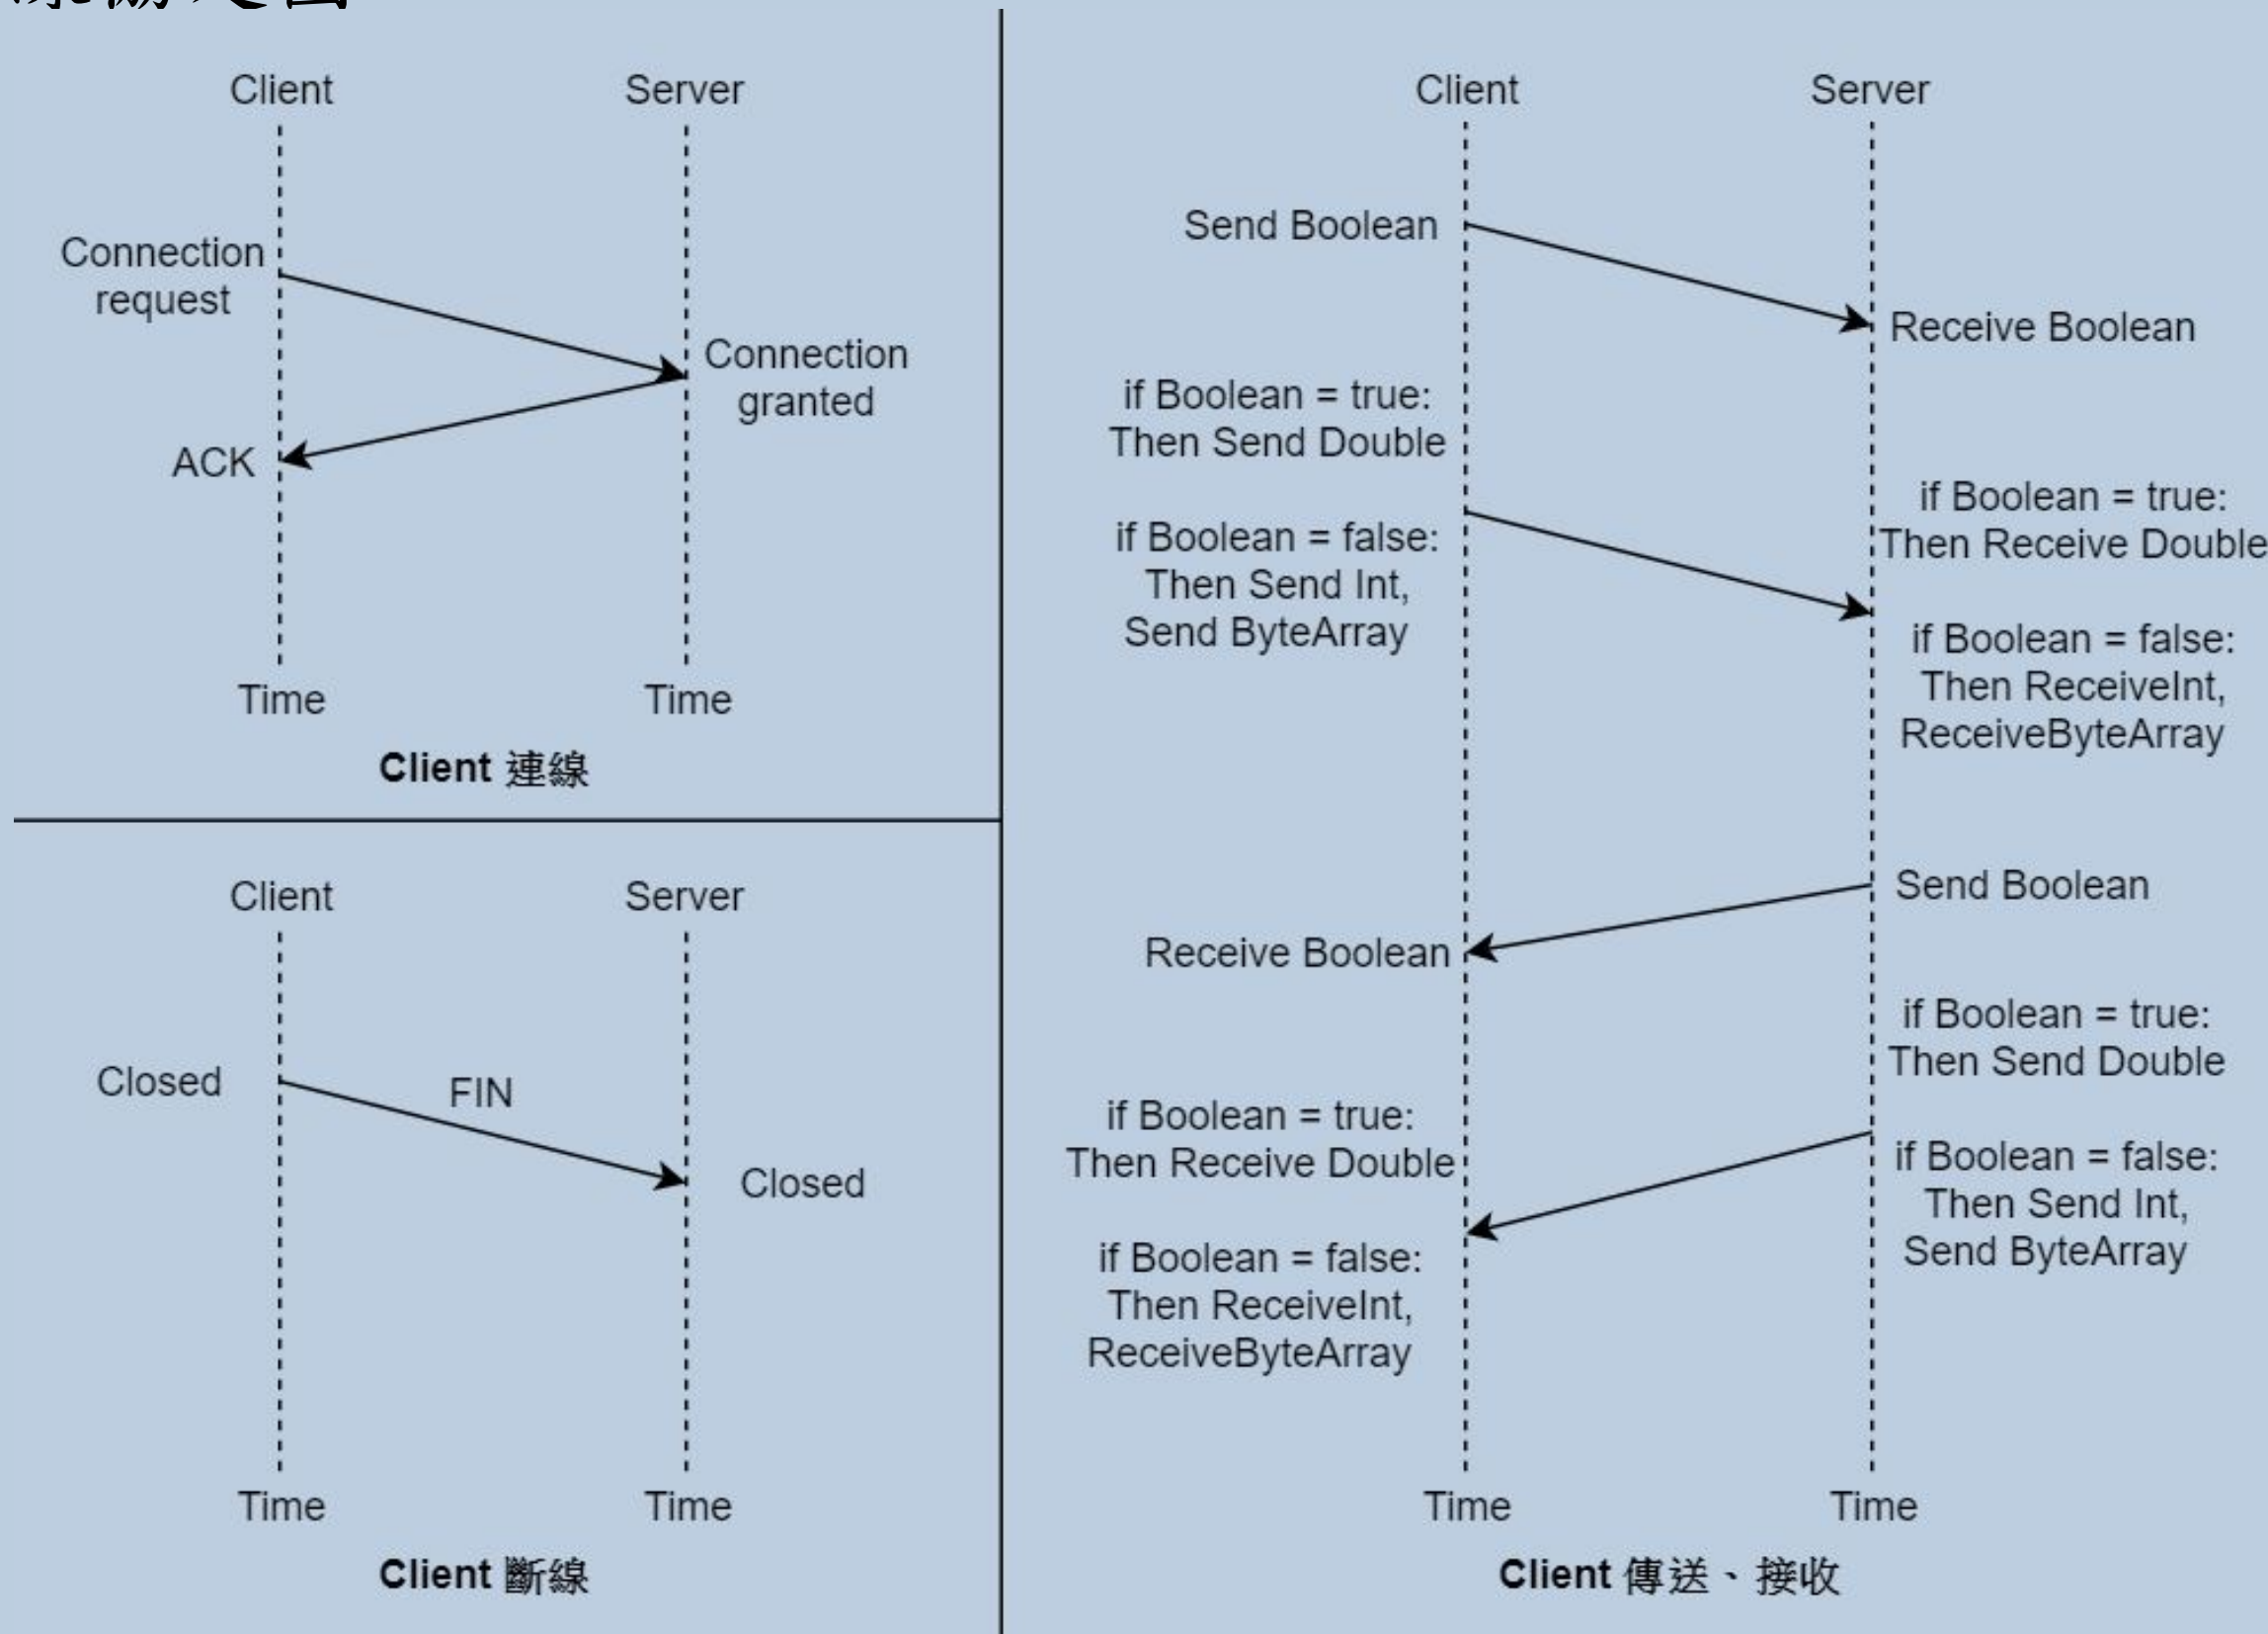 Client
Server
Connection
request
Connection
granted
ACK
Time
Time
Client 連線
Client
Server
Closed
FIN
Closed
Time
Time
Client 斷線
Client
Server
Send Boolean
Receive Boolean
if Boolean = true:
Then Send Double
if Boolean = false:
Then Send Int,
Send ByteArray
if Boolean = true:
Then Receive Double
if Boolean = false:
Then ReceiveInt,
ReceiveByteArray
Send Boolean
Receive Boolean
if Boolean = true:
Then Send Double
if Boolean = false:
Then Send Int,
Send ByteArray
if Boolean = true:
Then Receive Double
if Boolean = false:
Then ReceiveInt,
ReceiveByteArray
Time
Time
Client 傳送、接收